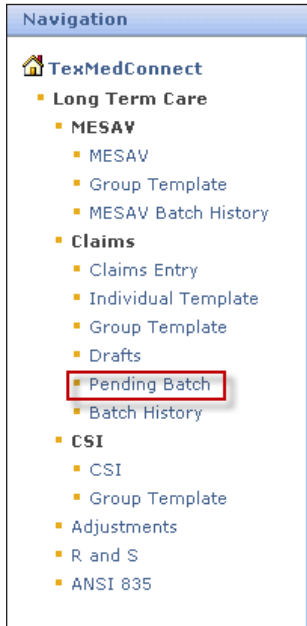 Navigation
TexMedConnect
Long Term Care
MESAV
MESAV
Group Template
MESAV Batch History
Claims
Claims Entry
Individual Template
Group Template
Drafts
Pending Batch
Batch History
CSI
CSI
Group Template
Adjustments
R and S
ANSI 835